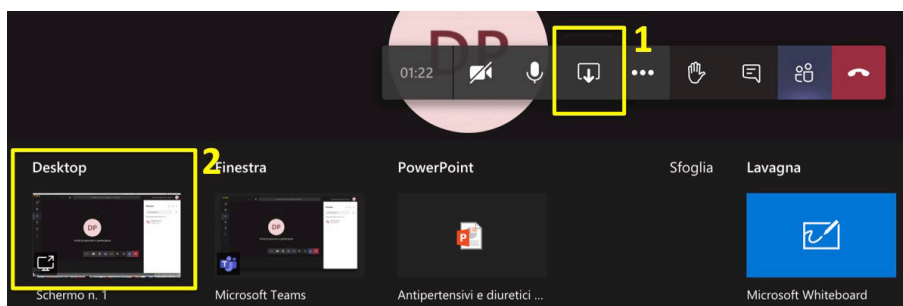 DP
1
01:22
2
Desktop
Finestra
PowerPoint
Sfoglia
Lavagna
DP
DP
Schermo n. 1
Microsoft Teams
Antipertensivi e diuretici ...
Microsoft Whiteboard